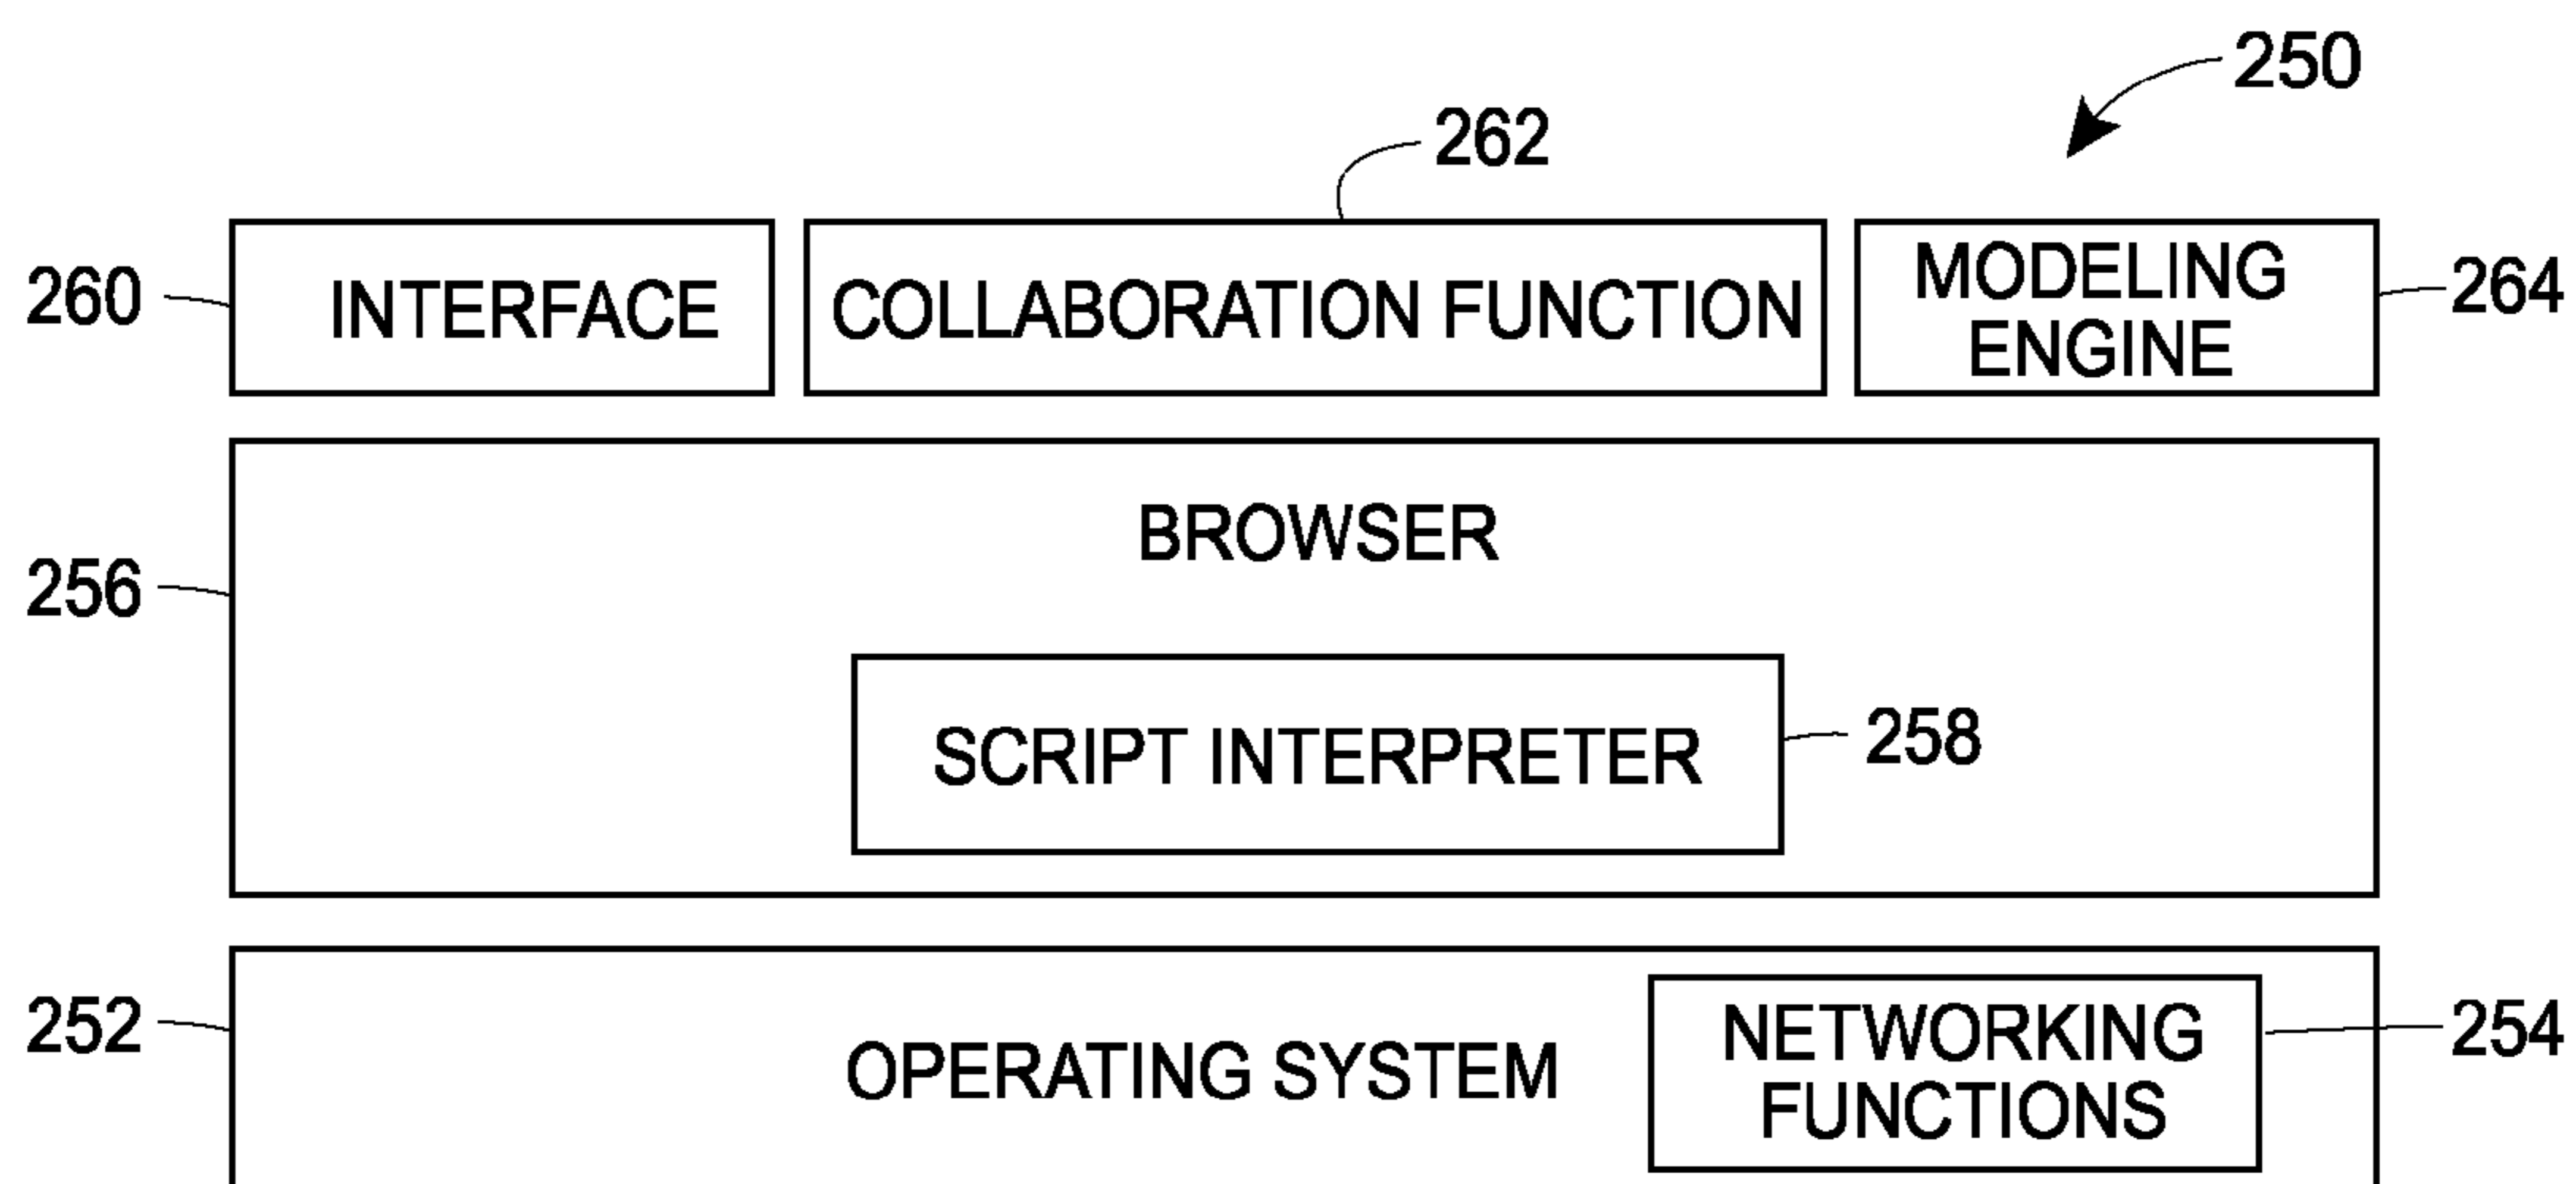 250
262
260
INTERFACE
COLLABORATION FUNCTION
MODELING
ENGINE
264
BROWSER
256
SCRIPT INTERPRETER
258
252
OPERATING SYSTEM
NETWORKING
FUNCTIONS
254